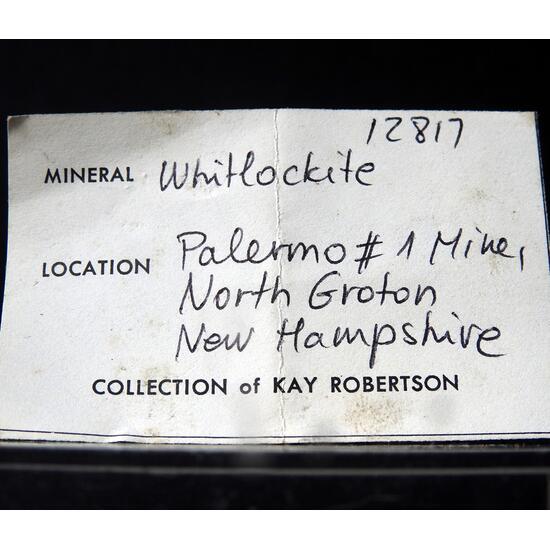 12817
MINERAL Whitlockite
LOCATION Palermo # 1 Mine,
North Groton
New Hampshire
COLLECTION of KAY ROBERTSON